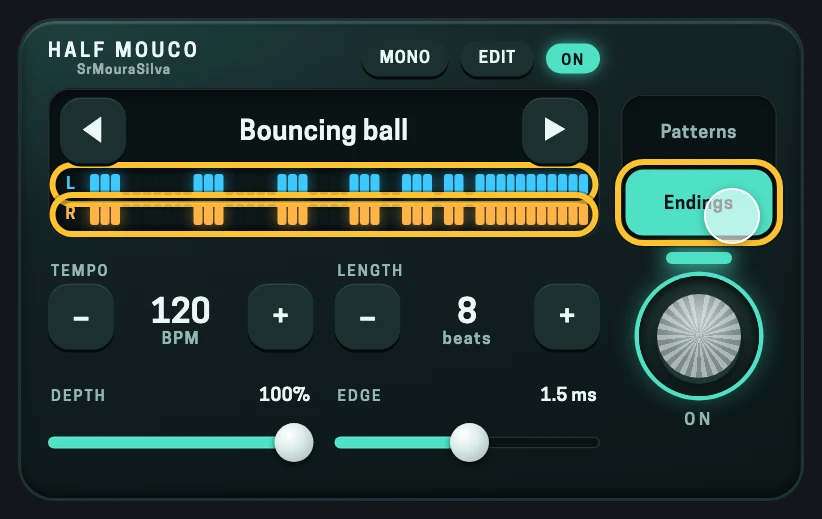 HALF MOUCO
SrMouraSilva
MONO
EDIT
ON
Bouncing ball
Patterns
L
R
Endings
TEMPO
LENGTH
120
BPM
8
beats
DEPTH
100%
EDGE
1.5 ms
ON